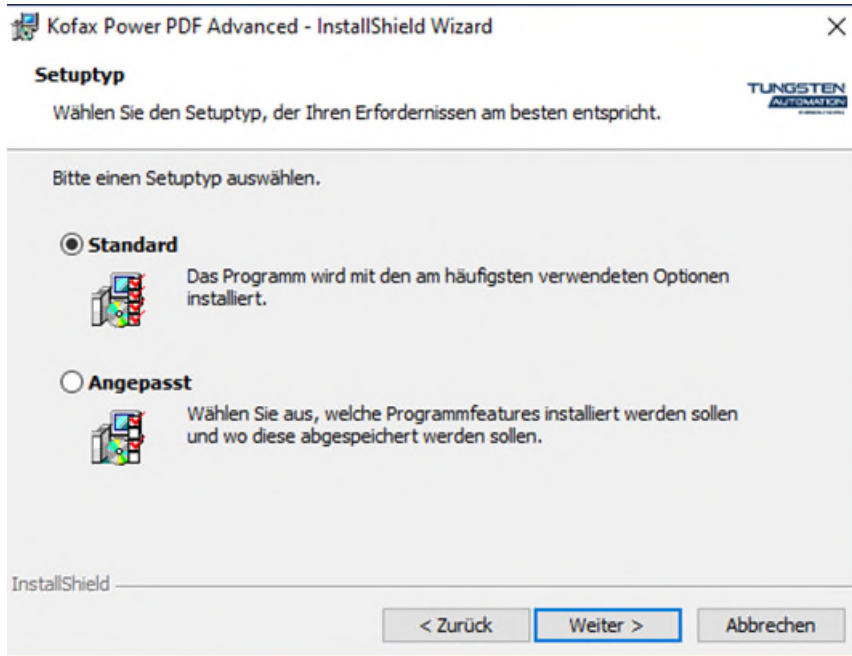 Kofax Power PDF Advanced - InstallShield Wizard
Setuptyp
Wählen Sie den Setuptyp, der Ihren Erfordernissen am besten entspricht.
TUNGSTEN
AUTOMATION
Bitte einen Setuptyp auswählen.
Standard
Das Programm wird mit den am häufigsten verwendeten Optionen
installiert.
Angepasst
Wählen Sie aus, welche Programmfeatures installiert werden sollen
und wo diese abgespeichert werden sollen.
InstallShield
< Zurück
Weiter >
Abbrechen